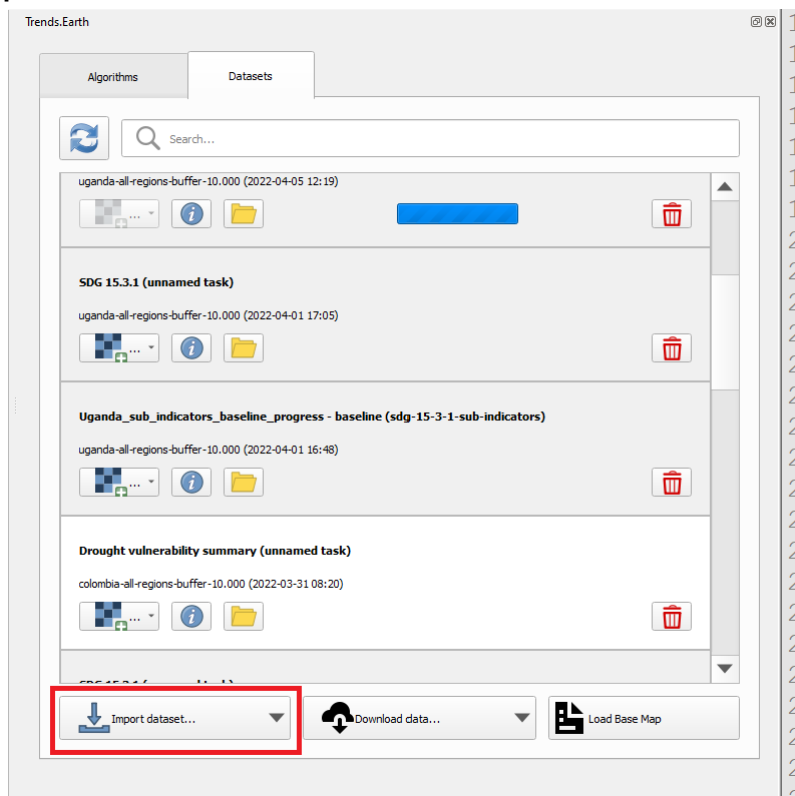 Trends.Earth
Algorithms
Datasets
Search...
uganda-all-regions-buffer-10.000 (2022-04-05 12:19)
...
SDG 15.3.1 (unnamed task)
uganda-all-regions-buffer-10.000 (2022-04-01 17:05)
...
Uganda_sub_indicators_baseline_progress - baseline (sdg-15-3-1-sub-indicators)
uganda-all-regions-buffer-10.000 (2022-04-01 16:48)
...
Drought vulnerability summary (unnamed task)
colombia-all-regions-buffer-10.000 (2022-03-31 08:20)
...
Import dataset...
Download data...
Load Base Map